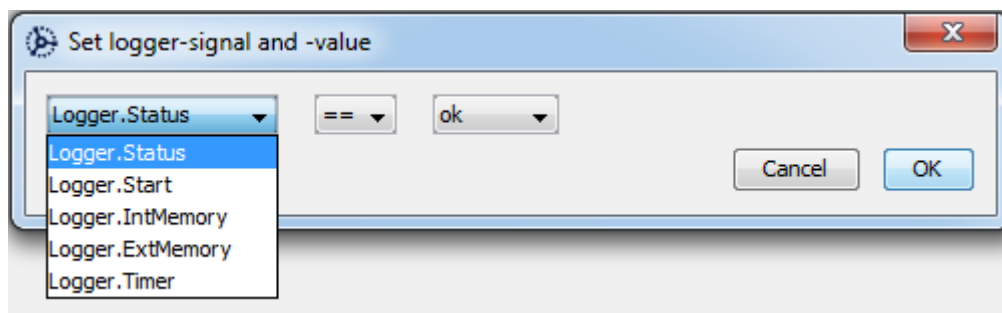 Set logger-signal and -value
Logger.Status == ok
Logger.Status
Logger.Start
Logger.IntMemory
Logger.ExtMemory
Logger.Timer
Cancel OK